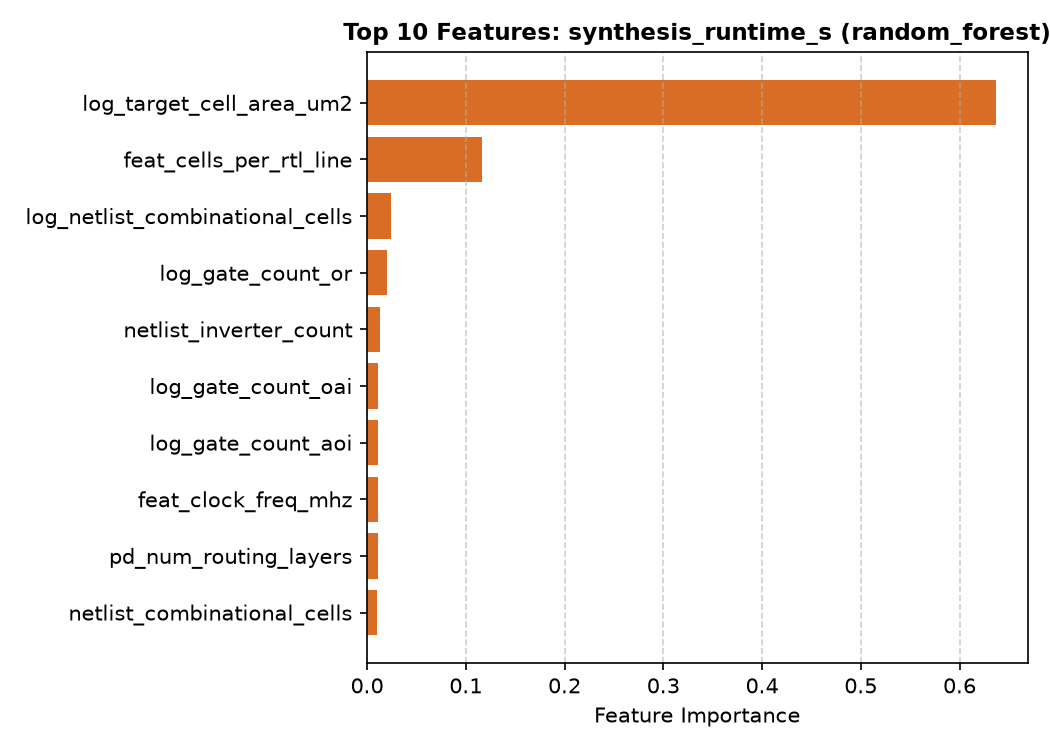 Top 10 Features: synthesis_runtime_s (random_forest)
log_target_cell_area_um2
feat_cells_per_rtl_line
log_netlist_combinational_cells
log_gate_count_or
netlist_inverter_count
log_gate_count_oai
log_gate_count_aoi
feat_clock_freq_mhz
pd_num_routing_layers
netlist_combinational_cells
0.0 0.1 0.2 0.3 0.4 0.5 0.6
Feature Importance